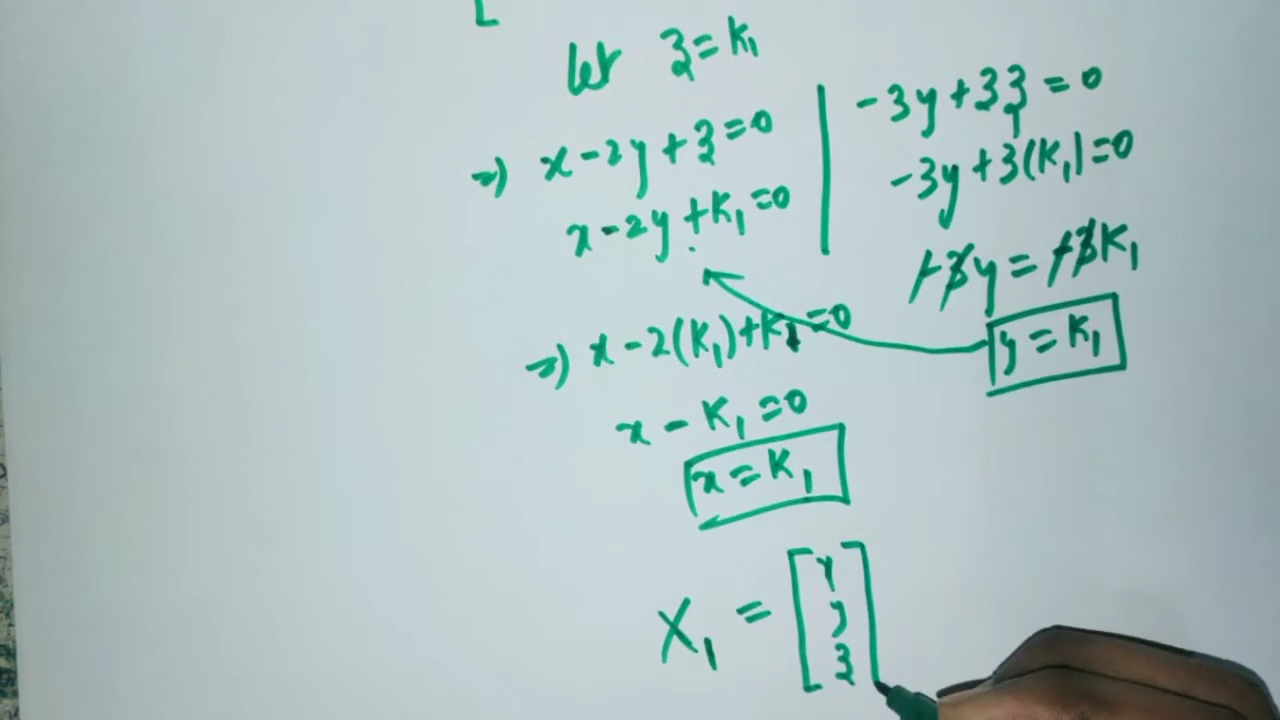 let z = k₁
=) x - 2y + z = 0
x - 2y + k₁ = 0
=) x - 2(k₁) + k₁ = 0
x - k₁ = 0
x = k₁
-3y + 3z = 0
-3y + 3(k₁) = 0
+3y = +3k₁
y = k₁
X₁ = [x
y
z]